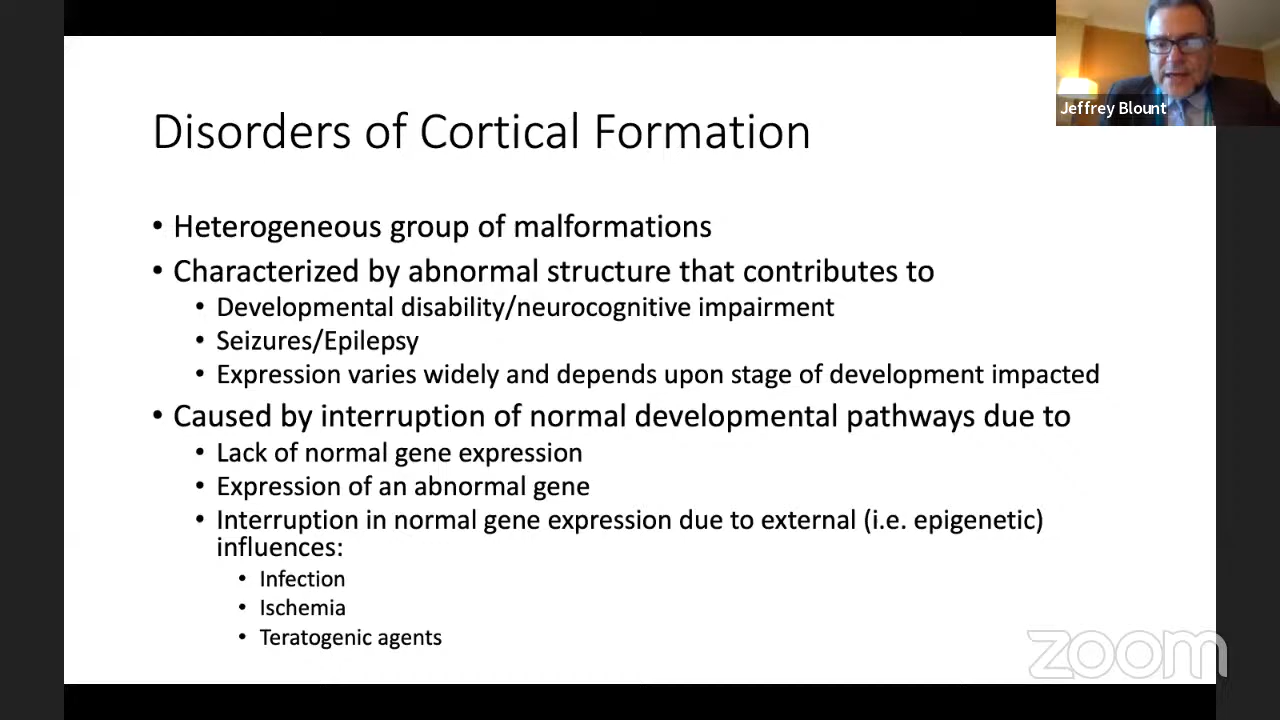 Jeffrey Blount
Disorders of Cortical Formation
• Heterogeneous group of malformations
• Characterized by abnormal structure that contributes to
• Developmental disability/neurocognitive impairment
• Seizures/Epilepsy
• Expression varies widely and depends upon stage of development impacted
• Caused by interruption of normal developmental pathways due to
• Lack of normal gene expression
• Expression of an abnormal gene
• Interruption in normal gene expression due to external (i.e. epigenetic)
influences:
• Infection
• Ischemia
• Teratogenic agents
zoom